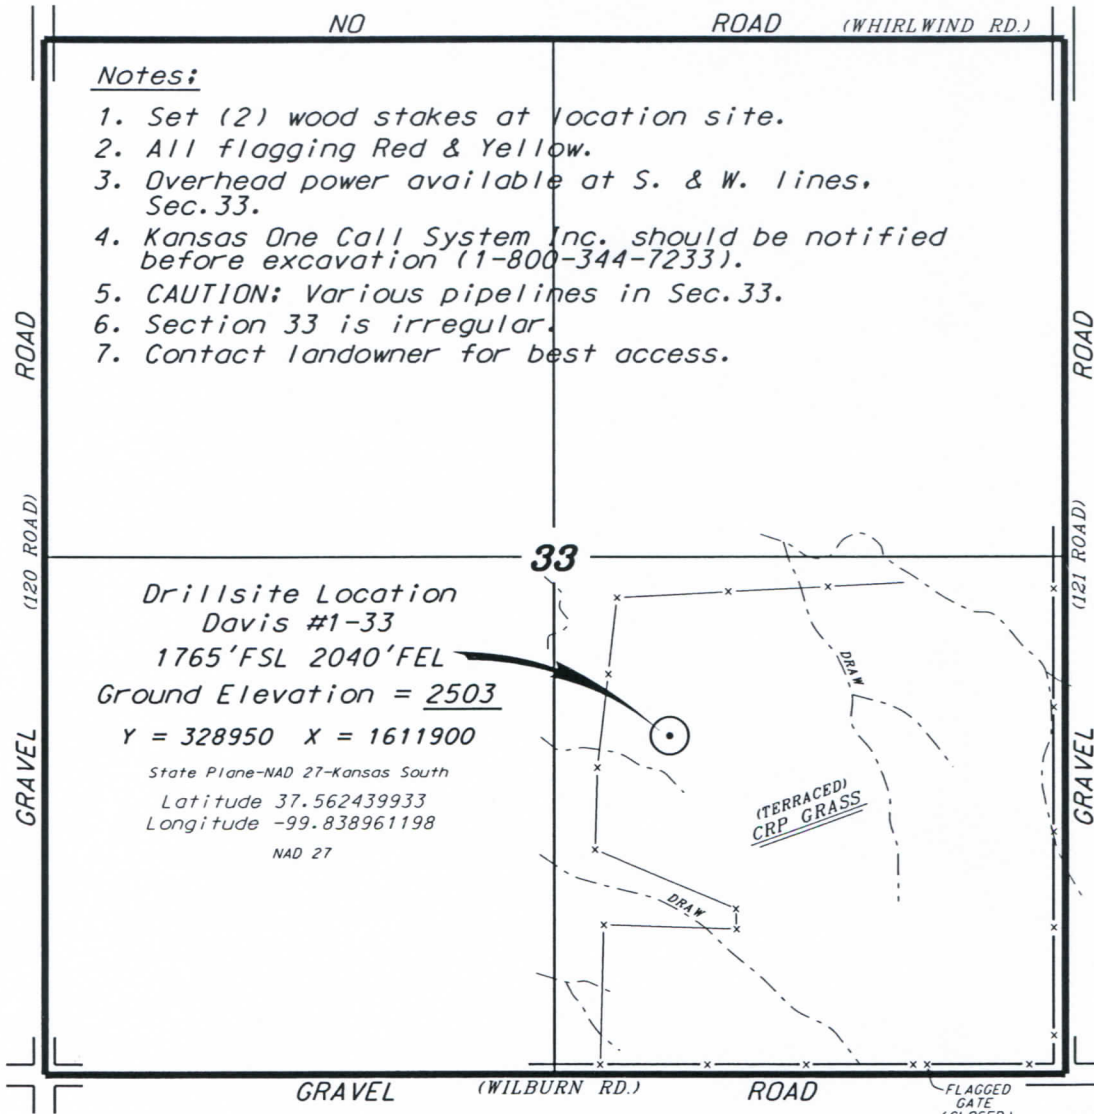 NO ROAD (WHIRLWIND RD.)
Notes:
1. Set (2) wood stakes at location site.
2. All flagging Red & Yellow.
3. Overhead power available at S. & W. lines,
Sec.33.
4. Kansas One Call System Inc. should be notified
before excavation (1-800-344-7233).
5. CAUTION: Various pipelines in Sec.33.
6. Section 33 is irregular.
7. Contact landowner for best access.
ROAD
(120 ROAD)
GRAVEL
ROAD
(121 ROAD)
GRAVEL
33
Drillsite Location
Davis #1-33
1765'FSL 2040'FEL
Ground Elevation = 2503
Y = 328950 X = 1611900
State Plane-NAD 27-Kansas South
Latitude 37.562439933
Longitude -99.838961198
NAD 27
DRAW
(TERRACED)
CRP GRASS
DRAW
GRAVEL (WILBURN RD.) ROAD
FLAGGED
GATE
(CLOSED)